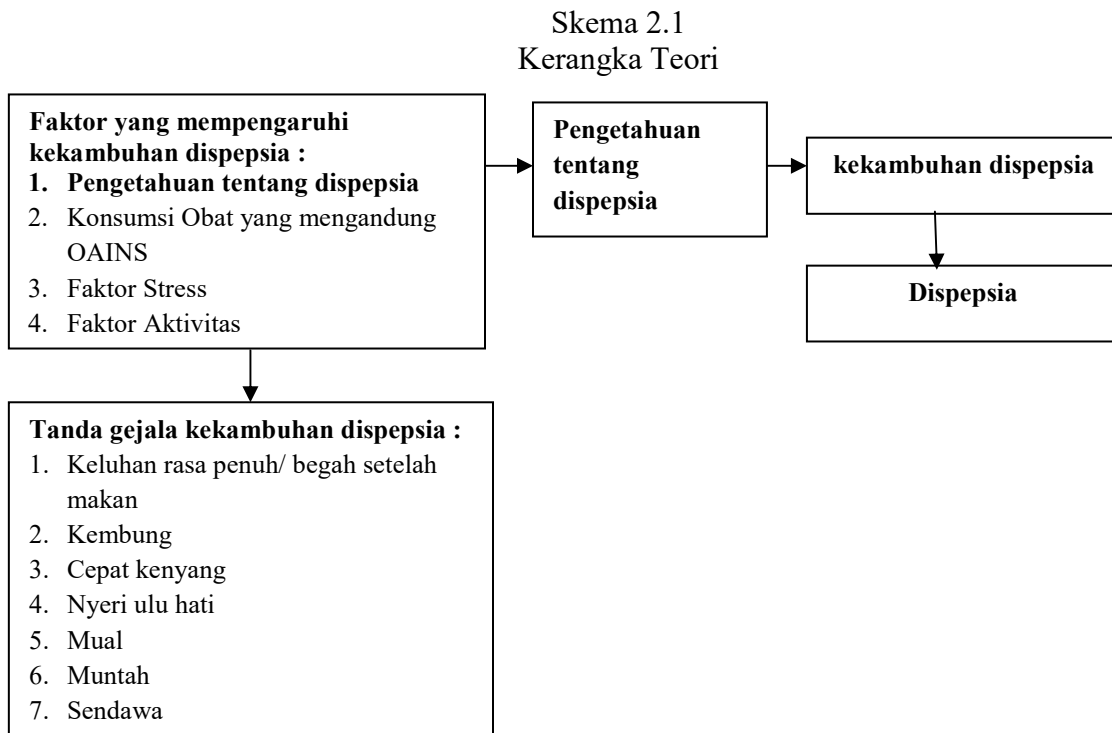 Skema 2.1
Kerangka Teori
Faktor yang mempengaruhi
kekambuhan dispepsia :
1. Pengetahuan tentang dispepsia
2. Konsumsi Obat yang mengandung
OAINS
3. Faktor Stress
4. Faktor Aktivitas
Pengetahuan
tentang
dispepsia
kekambuhan dispepsia
Dispepsia
Tanda gejala kekambuhan dispepsia :
1. Keluhan rasa penuh/ begah setelah
makan
2. Kembung
3. Cepat kenyang
4. Nyeri ulu hati
5. Mual
6. Muntah
7. Sendawa